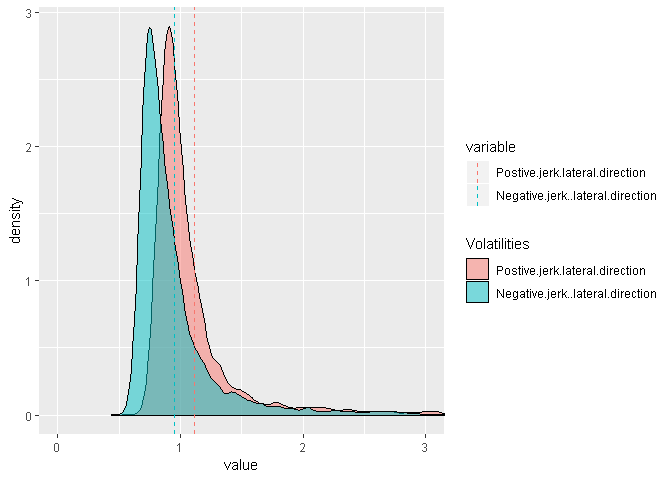 3
2
1
0
density
0
1
2
3
value
variable
Postive.jerk.lateral.direction
Negative.jerk..lateral.direction
Volatilities
Postive.jerk.lateral.direction
Negative.jerk..lateral.direction